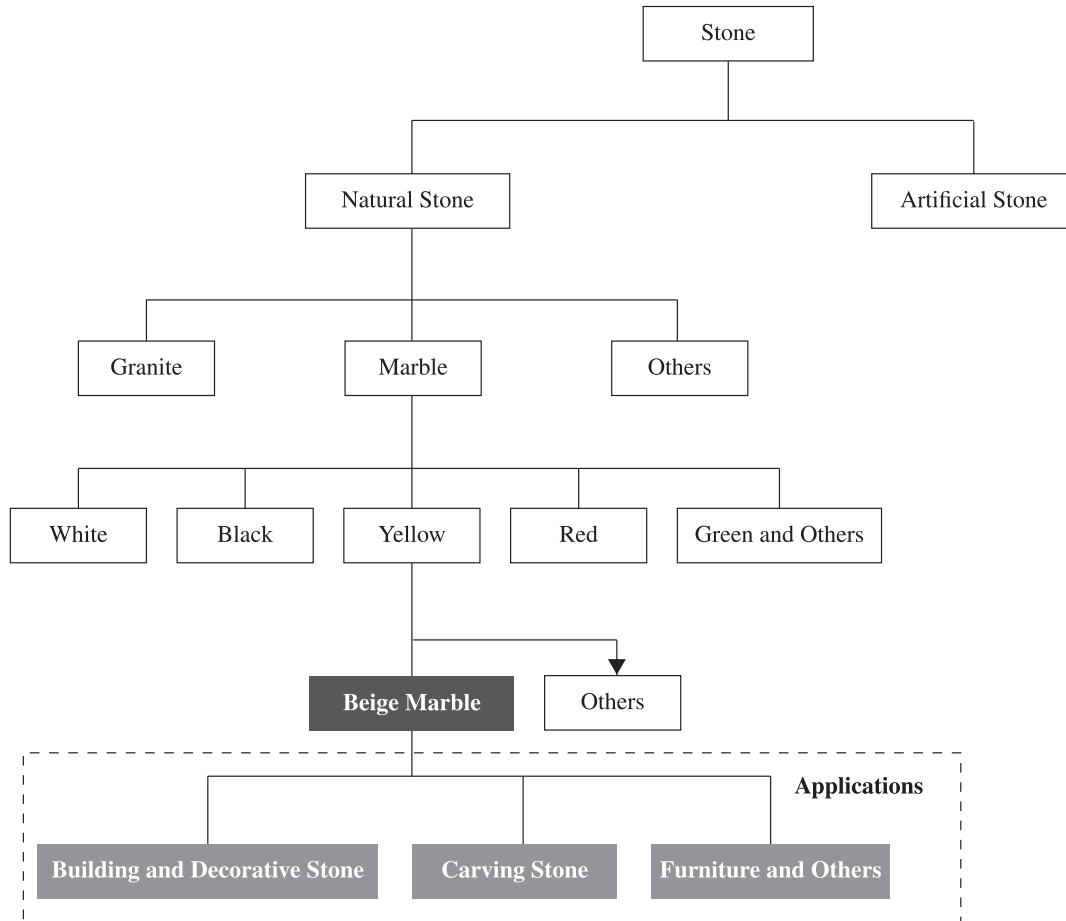 Stone
Natural Stone
Artificial Stone
Granite
Marble
Others
White
Black
Yellow
Red
Green and Others
Beige Marble
Others
Applications
Building and Decorative Stone
Carving Stone
Furniture and Others